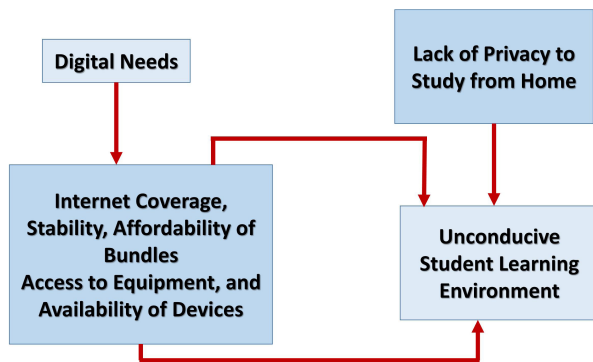 Digital Needs
Lack of Privacy to
Study from Home
Internet Coverage,
Stability, Affordability of
Bundles
Access to Equipment, and
Availability of Devices
Unconducive
Student Learning
Environment